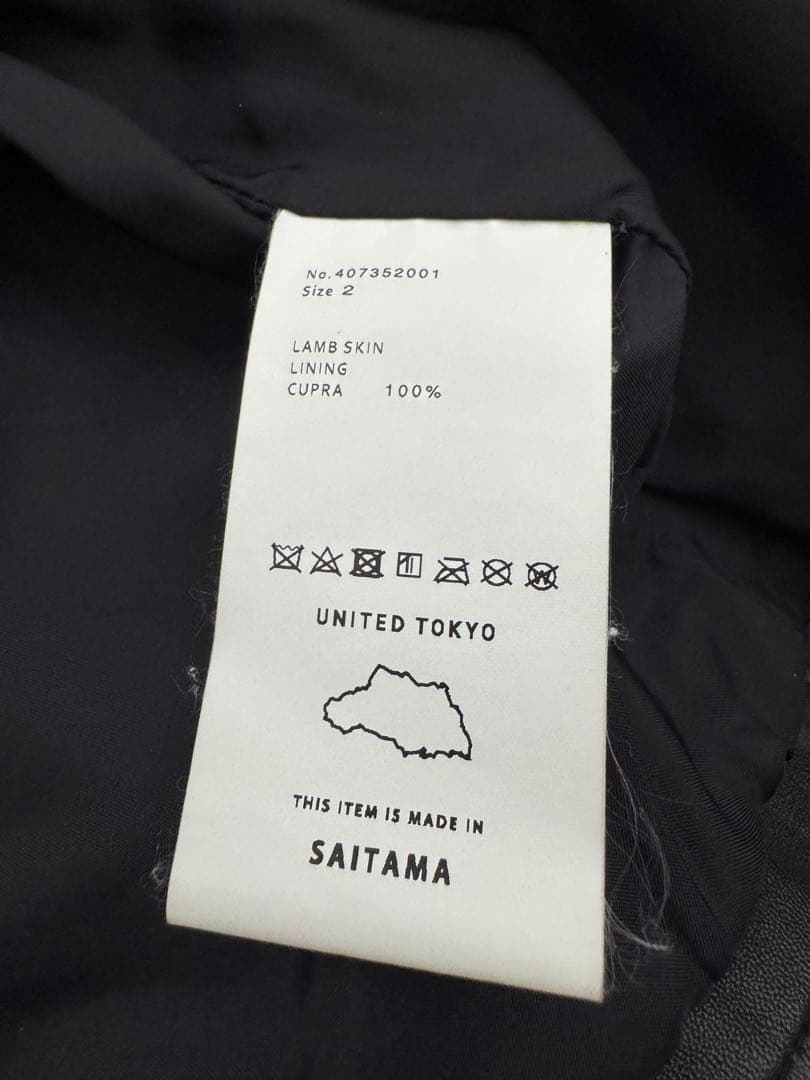 No.407352001
Size 2
LAMB SKIN
LINING
CUPRA 100%
UNITED TOKYO
THIS ITEM IS MADE IN
SAITAMA